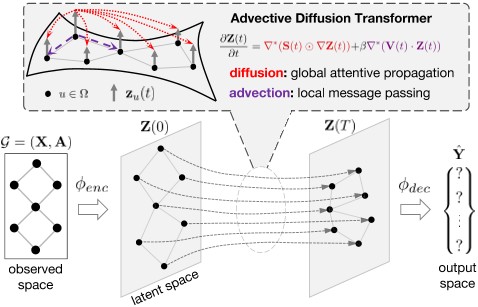 Advective Diffusion Transformer
∂Z(t)/∂t = ∇*(S(t) ⊙ ∇Z(t)) + β∇*(V(t) · Z(t))
diffusion: global attentive propagation
advection: local message passing
u ∈ Ω z_u(t)
Z(0) Z(T)
𝒢 = (X, A)
Ŷ
ϕ_enc ϕ_dec
?
?
⋮
?
observed
space
latent space
output
space